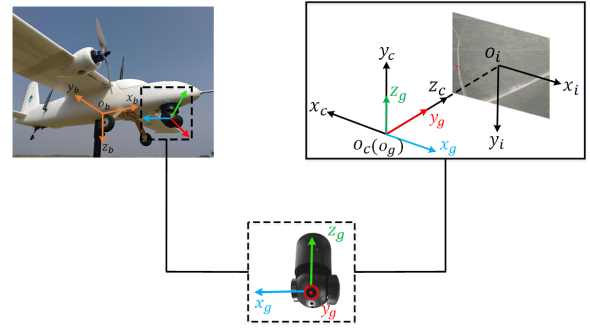 y_b
o_b
x_b
z_b
y_c
z_g
z_c
x_c
y_g
o_c(o_g)
x_g
o_i
x_i
y_i
z_g
x_g
y_g